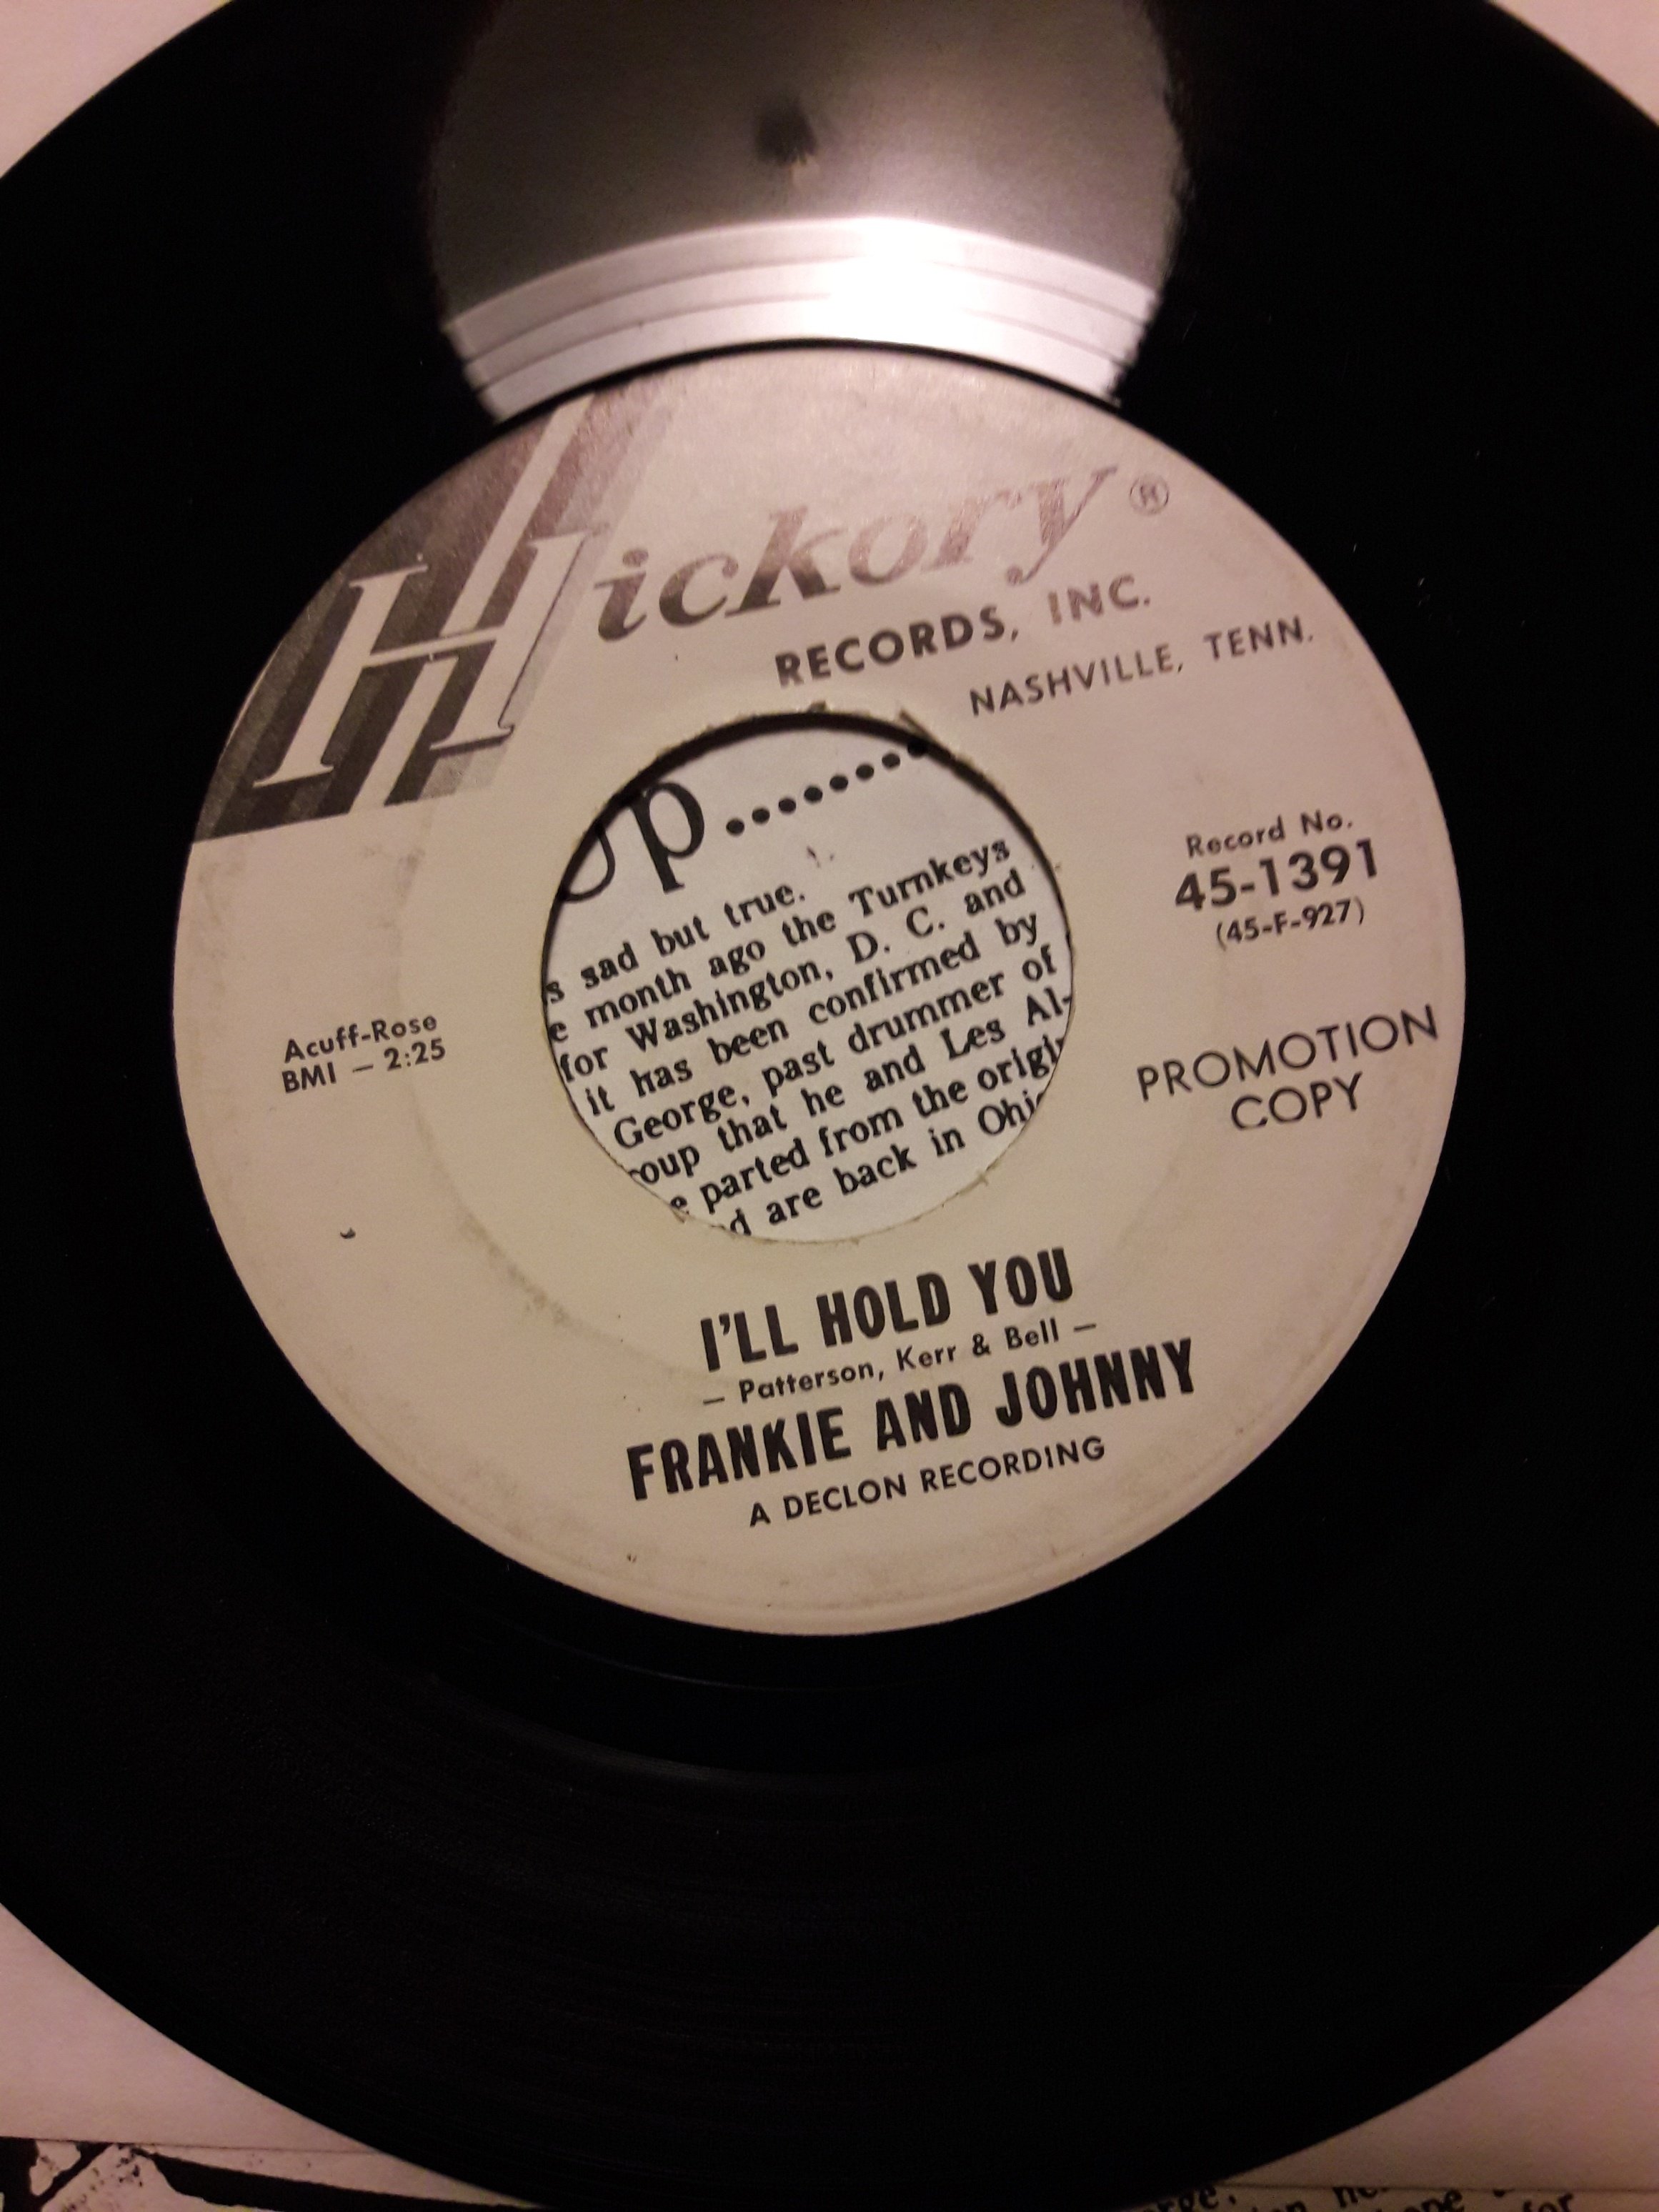 Hickory®
RECORDS, INC.
NASHVILLE, TENN.
Record No.
45-1391
(45-F-927)
Acuff-Rose
BMI – 2:25
PROMOTION
COPY
Up........
sad but true.
month ago the Turnkeys
for Washington, D. C. and
it has been confirmed by
George, past drummer of
that he and Les Al-
parted from the
are back in
I'LL HOLD YOU
– Patterson, Kerr & Bell –
FRANKIE AND JOHNNY
A DECLON RECORDING
for